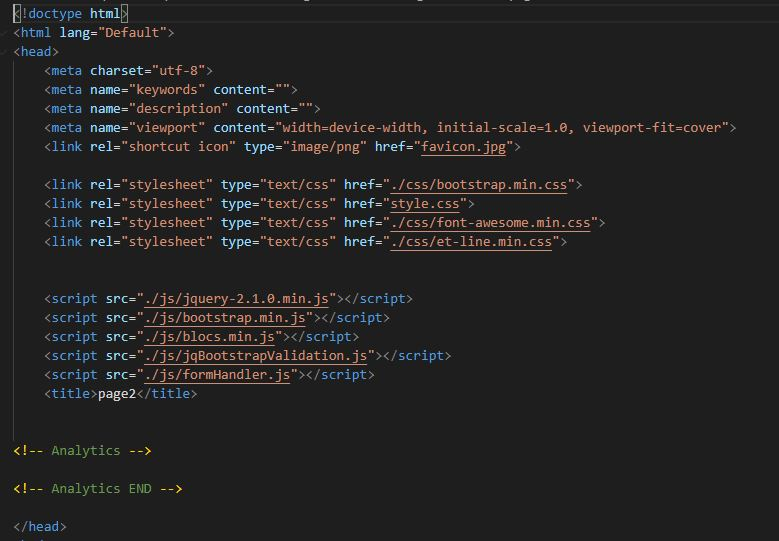 <!doctype html>
<html lang="Default">
<head>
    <meta charset="utf-8">
    <meta name="keywords" content="">
    <meta name="description" content="">
    <meta name="viewport" content="width=device-width, initial-scale=1.0, viewport-fit=cover">
    <link rel="shortcut icon" type="image/png" href="favicon.jpg">

    <link rel="stylesheet" type="text/css" href="./css/bootstrap.min.css">
    <link rel="stylesheet" type="text/css" href="style.css">
    <link rel="stylesheet" type="text/css" href="./css/font-awesome.min.css">
    <link rel="stylesheet" type="text/css" href="./css/et-line.min.css">


    <script src="./js/jquery-2.1.0.min.js"></script>
    <script src="./js/bootstrap.min.js"></script>
    <script src="./js/blocs.min.js"></script>
    <script src="./js/jqBootstrapValidation.js"></script>
    <script src="./js/formHandler.js"></script>
    <title>page2</title>


<!-- Analytics -->

<!-- Analytics END -->

</head>